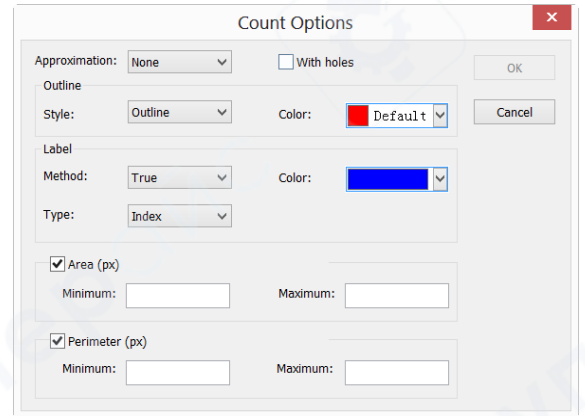 Count Options
Approximation: None With holes OK
Outline
Style: Outline Color: Default Cancel
Label
Method: True Color:
Type: Index
Area (px)
Minimum: Maximum:
Perimeter (px)
Minimum: Maximum: